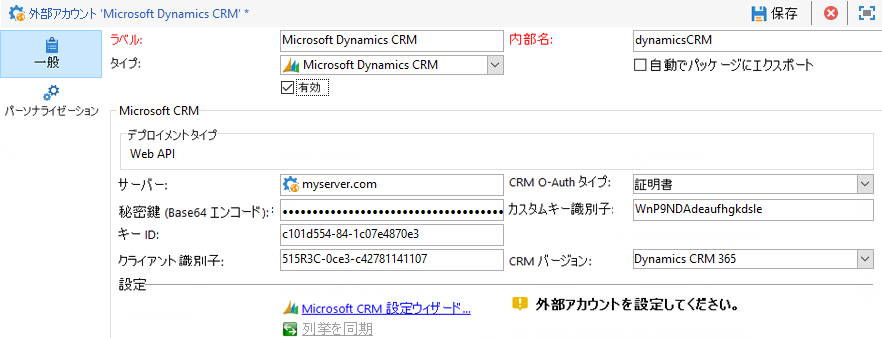 外部アカウント 'Microsoft Dynamics CRM' *
保存
一般
パーソナライゼーション
ラベル: Microsoft Dynamics CRM 内部名: dynamicsCRM
タイプ: Microsoft Dynamics CRM 自動でパッケージにエクスポート
有効
Microsoft CRM
デプロイメントタイプ
Web API
サーバー: myserver.com CRM O-Auth タイプ: 証明書
秘密鍵 (Base64 エンコード): カスタムキー識別子: WnP9NDAdeaufhgkdsle
キー ID: c101d554-84-1c07e4870e3
クライアント識別子: 515R3C-0ce3-c42781141107 CRM バージョン: Dynamics CRM 365
設定
Microsoft CRM 設定ウィザード... 外部アカウントを設定してください。
列挙を同期